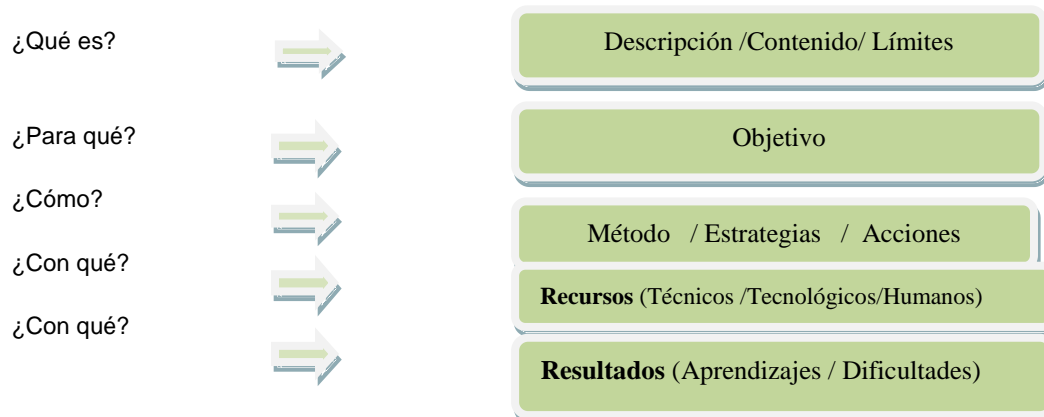 ¿Qué es?
Descripción /Contenido/ Límites
¿Para qué?
Objetivo
¿Cómo?
Método / Estrategias / Acciones
¿Con qué?
Recursos (Técnicos /Tecnológicos/Humanos)
¿Con qué?
Resultados (Aprendizajes / Dificultades)